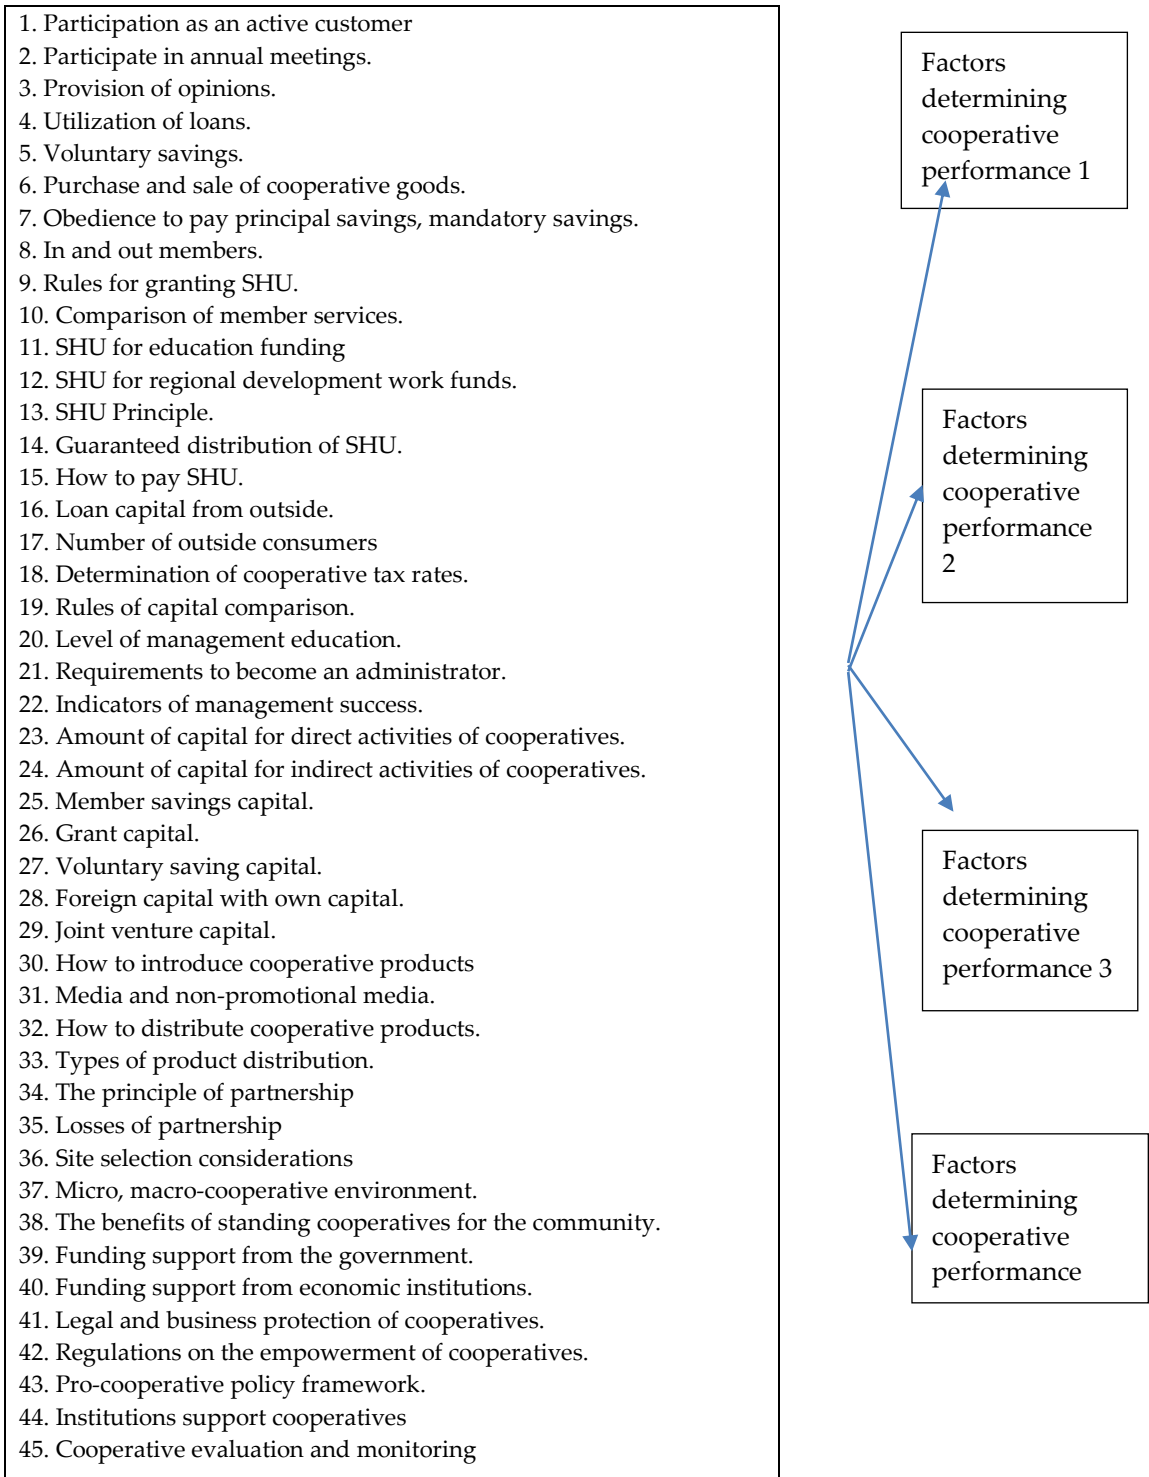 1. Participation as an active customer
2. Participate in annual meetings.
3. Provision of opinions.
4. Utilization of loans.
5. Voluntary savings.
6. Purchase and sale of cooperative goods.
7. Obedience to pay principal savings, mandatory savings.
8. In and out members.
9. Rules for granting SHU.
10. Comparison of member services.
11. SHU for education funding
12. SHU for regional development work funds.
13. SHU Principle.
14. Guaranteed distribution of SHU.
15. How to pay SHU.
16. Loan capital from outside.
17. Number of outside consumers
18. Determination of cooperative tax rates.
19. Rules of capital comparison.
20. Level of management education.
21. Requirements to become an administrator.
22. Indicators of management success.
23. Amount of capital for direct activities of cooperatives.
24. Amount of capital for indirect activities of cooperatives.
25. Member savings capital.
26. Grant capital.
27. Voluntary saving capital.
28. Foreign capital with own capital.
29. Joint venture capital.
30. How to introduce cooperative products
31. Media and non-promotional media.
32. How to distribute cooperative products.
33. Types of product distribution.
34. The principle of partnership
35. Losses of partnership
36. Site selection considerations
37. Micro, macro-cooperative environment.
38. The benefits of standing cooperatives for the community.
39. Funding support from the government.
40. Funding support from economic institutions.
41. Legal and business protection of cooperatives.
42. Regulations on the empowerment of cooperatives.
43. Pro-cooperative policy framework.
44. Institutions support cooperatives
45. Cooperative evaluation and monitoring
Factors
determining
cooperative
performance 1
Factors
determining
cooperative
performance
2
Factors
determining
cooperative
performance 3
Factors
determining
cooperative
performance